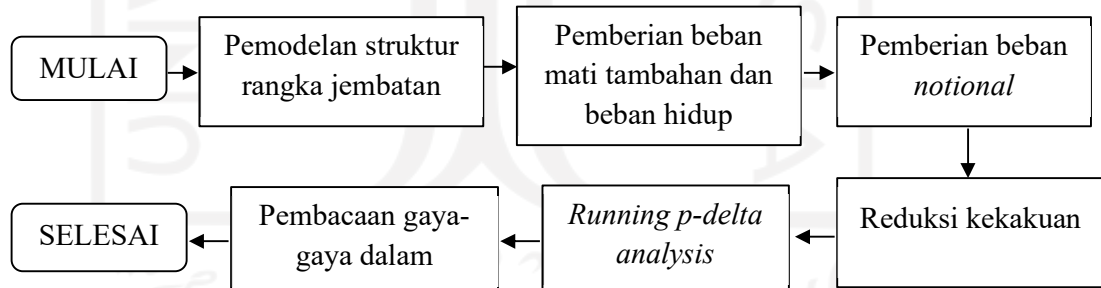 MULAI
Pemodelan struktur
rangka jembatan
Pemberian beban
mati tambahan dan
beban hidup
Pemberian beban
notional
Reduksi kekakuan
Running p-delta
analysis
Pembacaan gaya-
gaya dalam
SELESAI